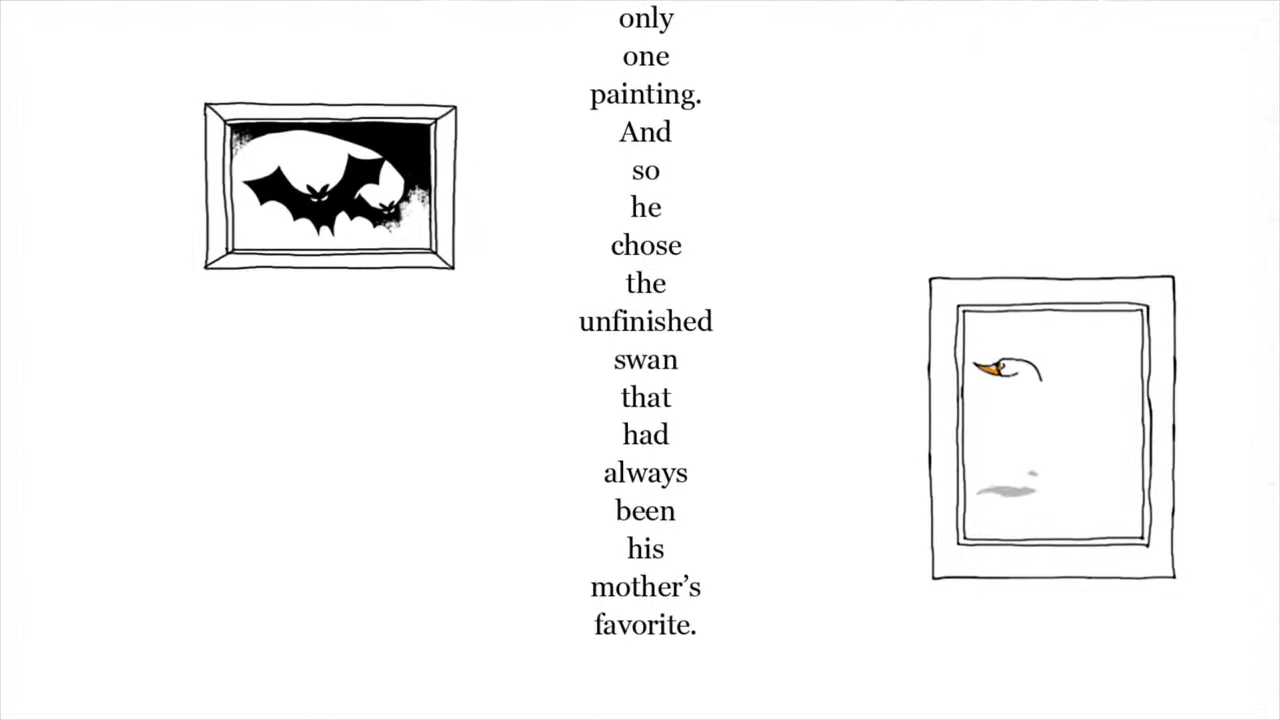 only
one
painting.
And
so
he
chose
the
unfinished
swan
that
had
always
been
his
mother’s
favorite.